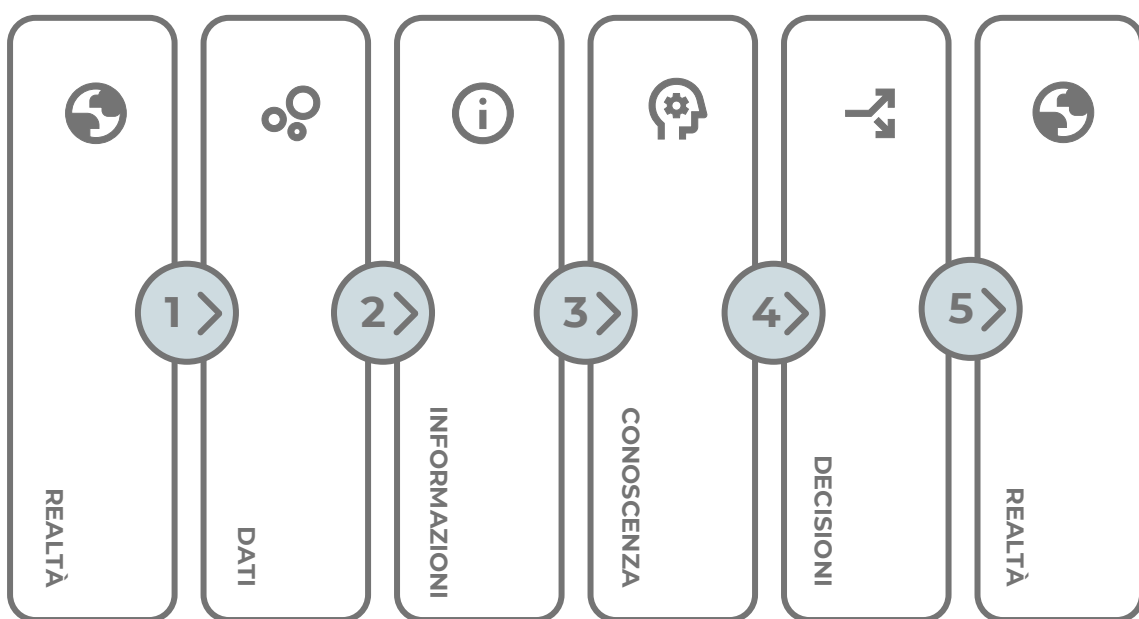 REALTÀ
1
DATI
2
INFORMAZIONI
3
CONOSCENZA
4
DECISIONI
5
REALTÀ